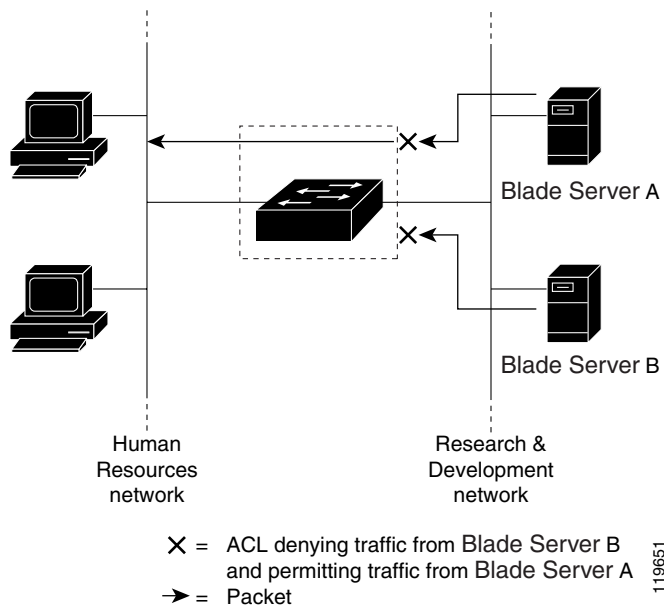 Blade Server A
Blade Server B
Human
Resources
network
Research &
Development
network
X = ACL denying traffic from Blade Server B
and permitting traffic from Blade Server A
→ = Packet
119651